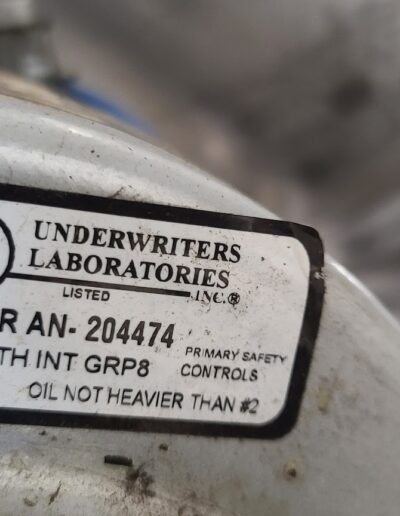 UNDERWRITERS
LABORATORIES
INC.®
LISTED
R AN- 204474
TH INT GRP8
PRIMARY SAFETY
CONTROLS
OIL NOT HEAVIER THAN #2